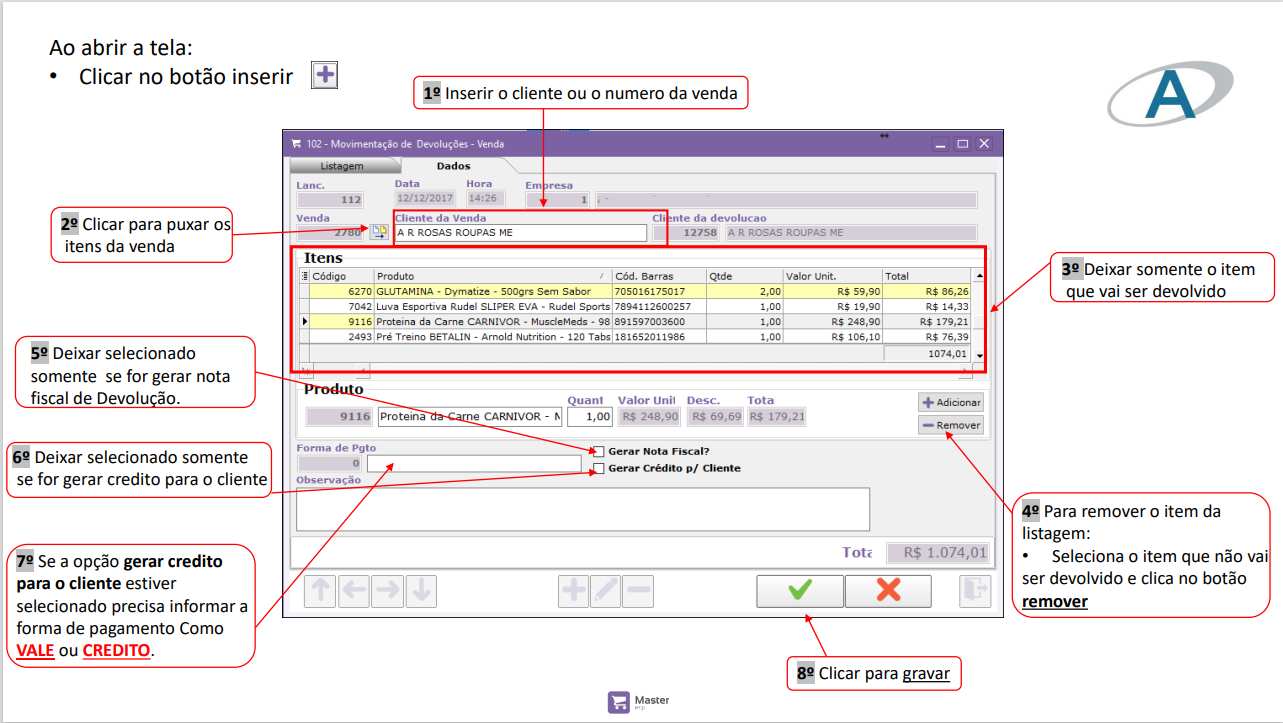 Ao abrir a tela:
• Clicar no botão inserir
1º Inserir o cliente ou o numero da venda
A
102 - Movimentação de Devoluções - Venda
Listagem Dados
Lanc. Data Hora Empresa
112 12/12/2017 14:26 1
Venda Cliente da Venda Cliente da devolucao
2780 A R ROSAS ROUPAS ME 12758 A R ROSAS ROUPAS ME
2º Clicar para puxar os
itens da venda
Itens
Código Produto Cód. Barras Qtde Valor Unit. Total
6270 GLUTAMINA - Dymatize - 500grs Sem Sabor 705016175017 2,00 R$ 59,90 R$ 86,26
7042 Luva Esportiva Rudel SLIPER EVA - Rudel Sports 7894112600257 1,00 R$ 19,90 R$ 14,33
9116 Proteina da Carne CARNIVOR - MuscleMeds - 98 891597003600 1,00 R$ 248,90 R$ 179,21
2493 Pré Treino BETALIN - Arnold Nutrition - 120 Tabs 181652011986 1,00 R$ 106,10 R$ 76,39
1074,01
3º Deixar somente o item
que vai ser devolvido
5º Deixar selecionado
somente se for gerar nota
fiscal de Devolução.
Produto
Quant Valor Unit Desc. Tota
9116 Proteina da Carne CARNIVOR - M 1,00 R$ 248,90 R$ 69,69 R$ 179,21
Adicionar
Remover
6º Deixar selecionado somente
se for gerar credito para o cliente
Forma de Pgto
0
Gerar Nota Fiscal?
Gerar Crédito p/ Cliente
Observação
4º Para remover o item da
listagem:
• Seleciona o item que não vai
ser devolvido e clica no botão
remover
7º Se a opção gerar credito
para o cliente estiver
selecionado precisa informar a
forma de pagamento Como
VALE ou CREDITO.
Tota R$ 1.074,01
8º Clicar para gravar
Master
erp